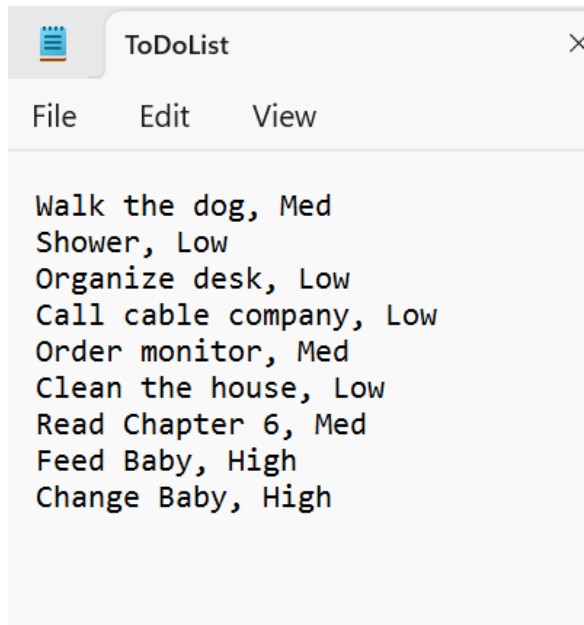 ToDoList
File Edit View
Walk the dog, Med
Shower, Low
Organize desk, Low
Call cable company, Low
Order monitor, Med
Clean the house, Low
Read Chapter 6, Med
Feed Baby, High
Change Baby, High